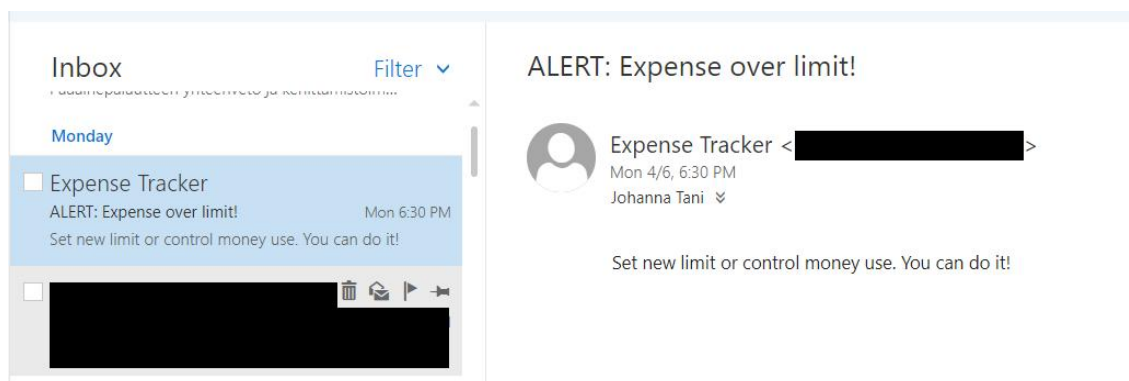 Inbox
Filter
Monday
Expense Tracker
ALERT: Expense over limit!
Mon 6:30 PM
Set new limit or control money use. You can do it!
ALERT: Expense over limit!
Expense Tracker < >
Mon 4/6, 6:30 PM
Johanna Tani
Set new limit or control money use. You can do it!